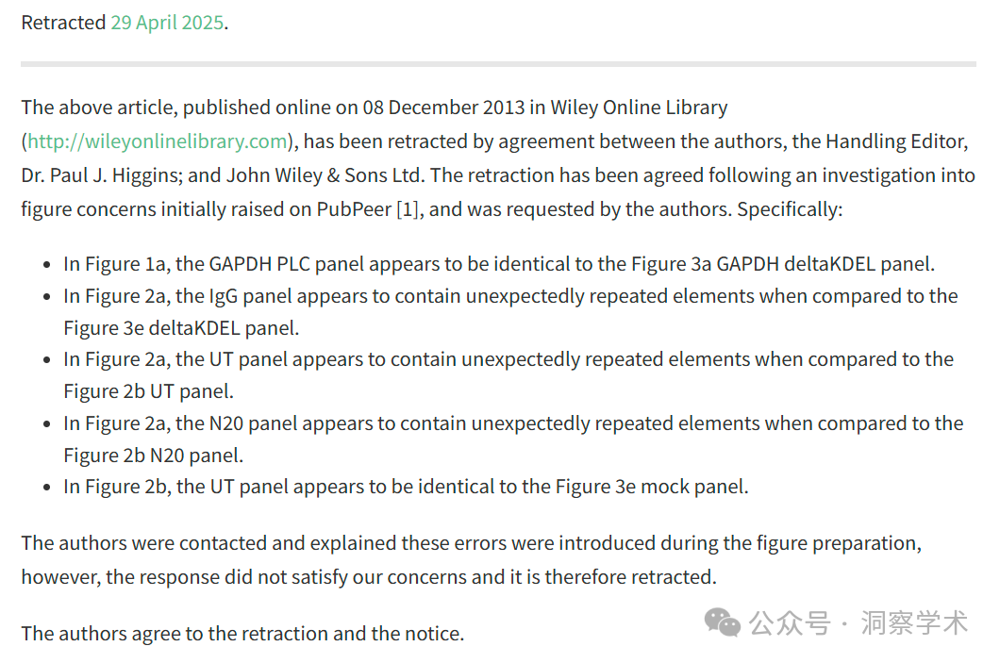 Retracted 29 April 2025.
The above article, published online on 08 December 2013 in Wiley Online Library
(http://wileyonlinelibrary.com), has been retracted by agreement between the authors, the Handling Editor,
Dr. Paul J. Higgins; and John Wiley & Sons Ltd. The retraction has been agreed following an investigation into
figure concerns initially raised on PubPeer [1], and was requested by the authors. Specifically:
• In Figure 1a, the GAPDH PLC panel appears to be identical to the Figure 3a GAPDH deltaKDEL panel.
• In Figure 2a, the IgG panel appears to contain unexpectedly repeated elements when compared to the
Figure 3e deltaKDEL panel.
• In Figure 2a, the UT panel appears to contain unexpectedly repeated elements when compared to the
Figure 2b UT panel.
• In Figure 2a, the N20 panel appears to contain unexpectedly repeated elements when compared to the
Figure 2b N20 panel.
• In Figure 2b, the UT panel appears to be identical to the Figure 3e mock panel.
The authors were contacted and explained these errors were introduced during the figure preparation,
however, the response did not satisfy our concerns and it is therefore retracted.
The authors agree to the retraction and the notice.
公众号 · 洞察学术